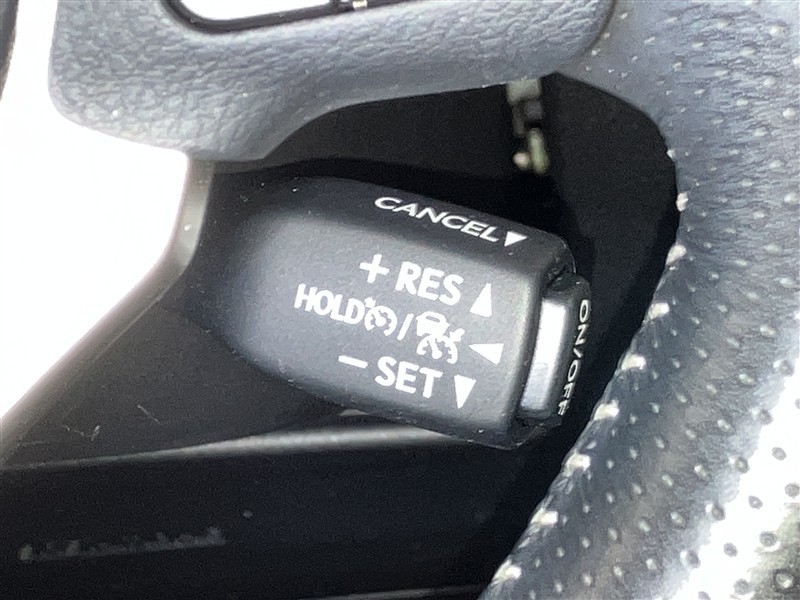 CANCEL▼
+ RES ▲
HOLD / ◀
− SET ▼
ON/OFF